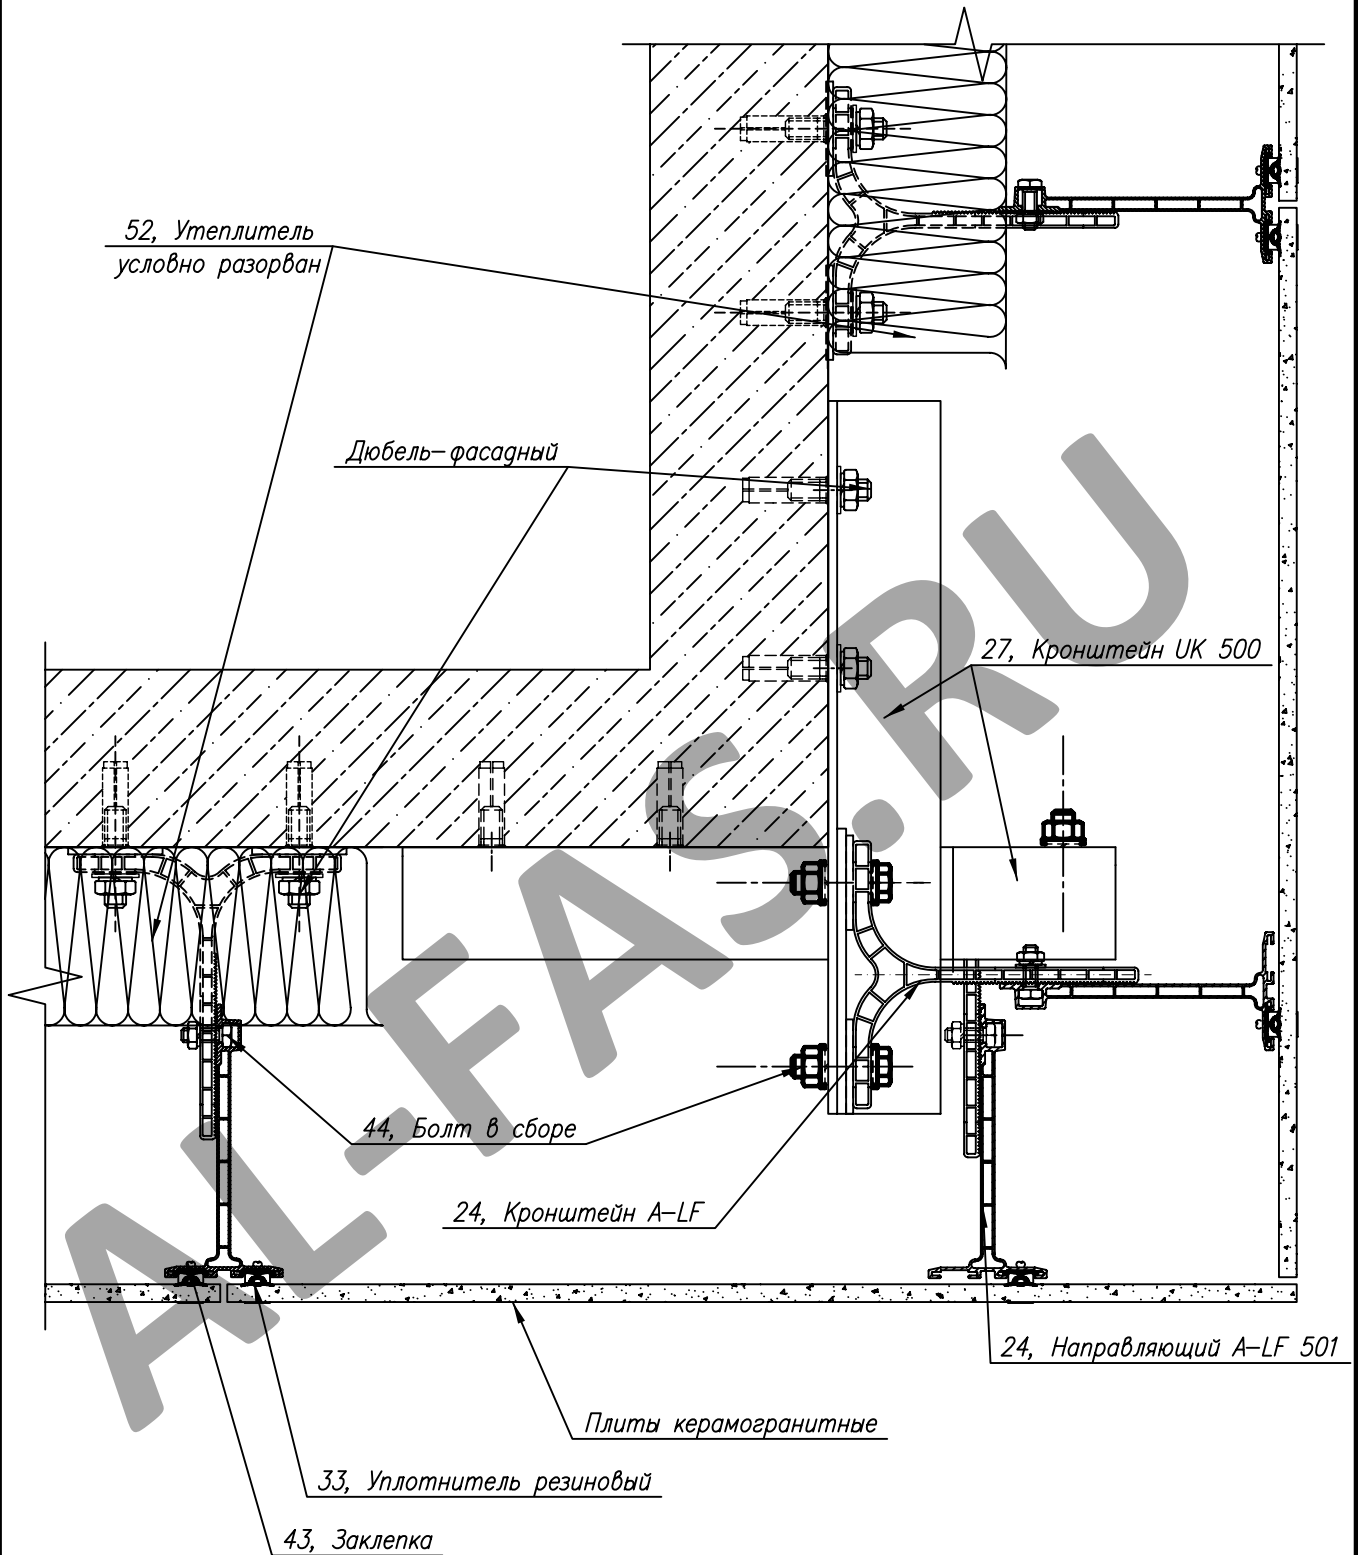 52, Утеплитель
условно разорван
Дюбель-фасадный
27, Кронштейн UK 500
44, Болт в сборе
24, Кронштейн A-LF
24, Направляющий A-LF 501
Плиты керамогранитные
33, Уплотнитель резиновый
43, Заклепка
AL-FAS.RU